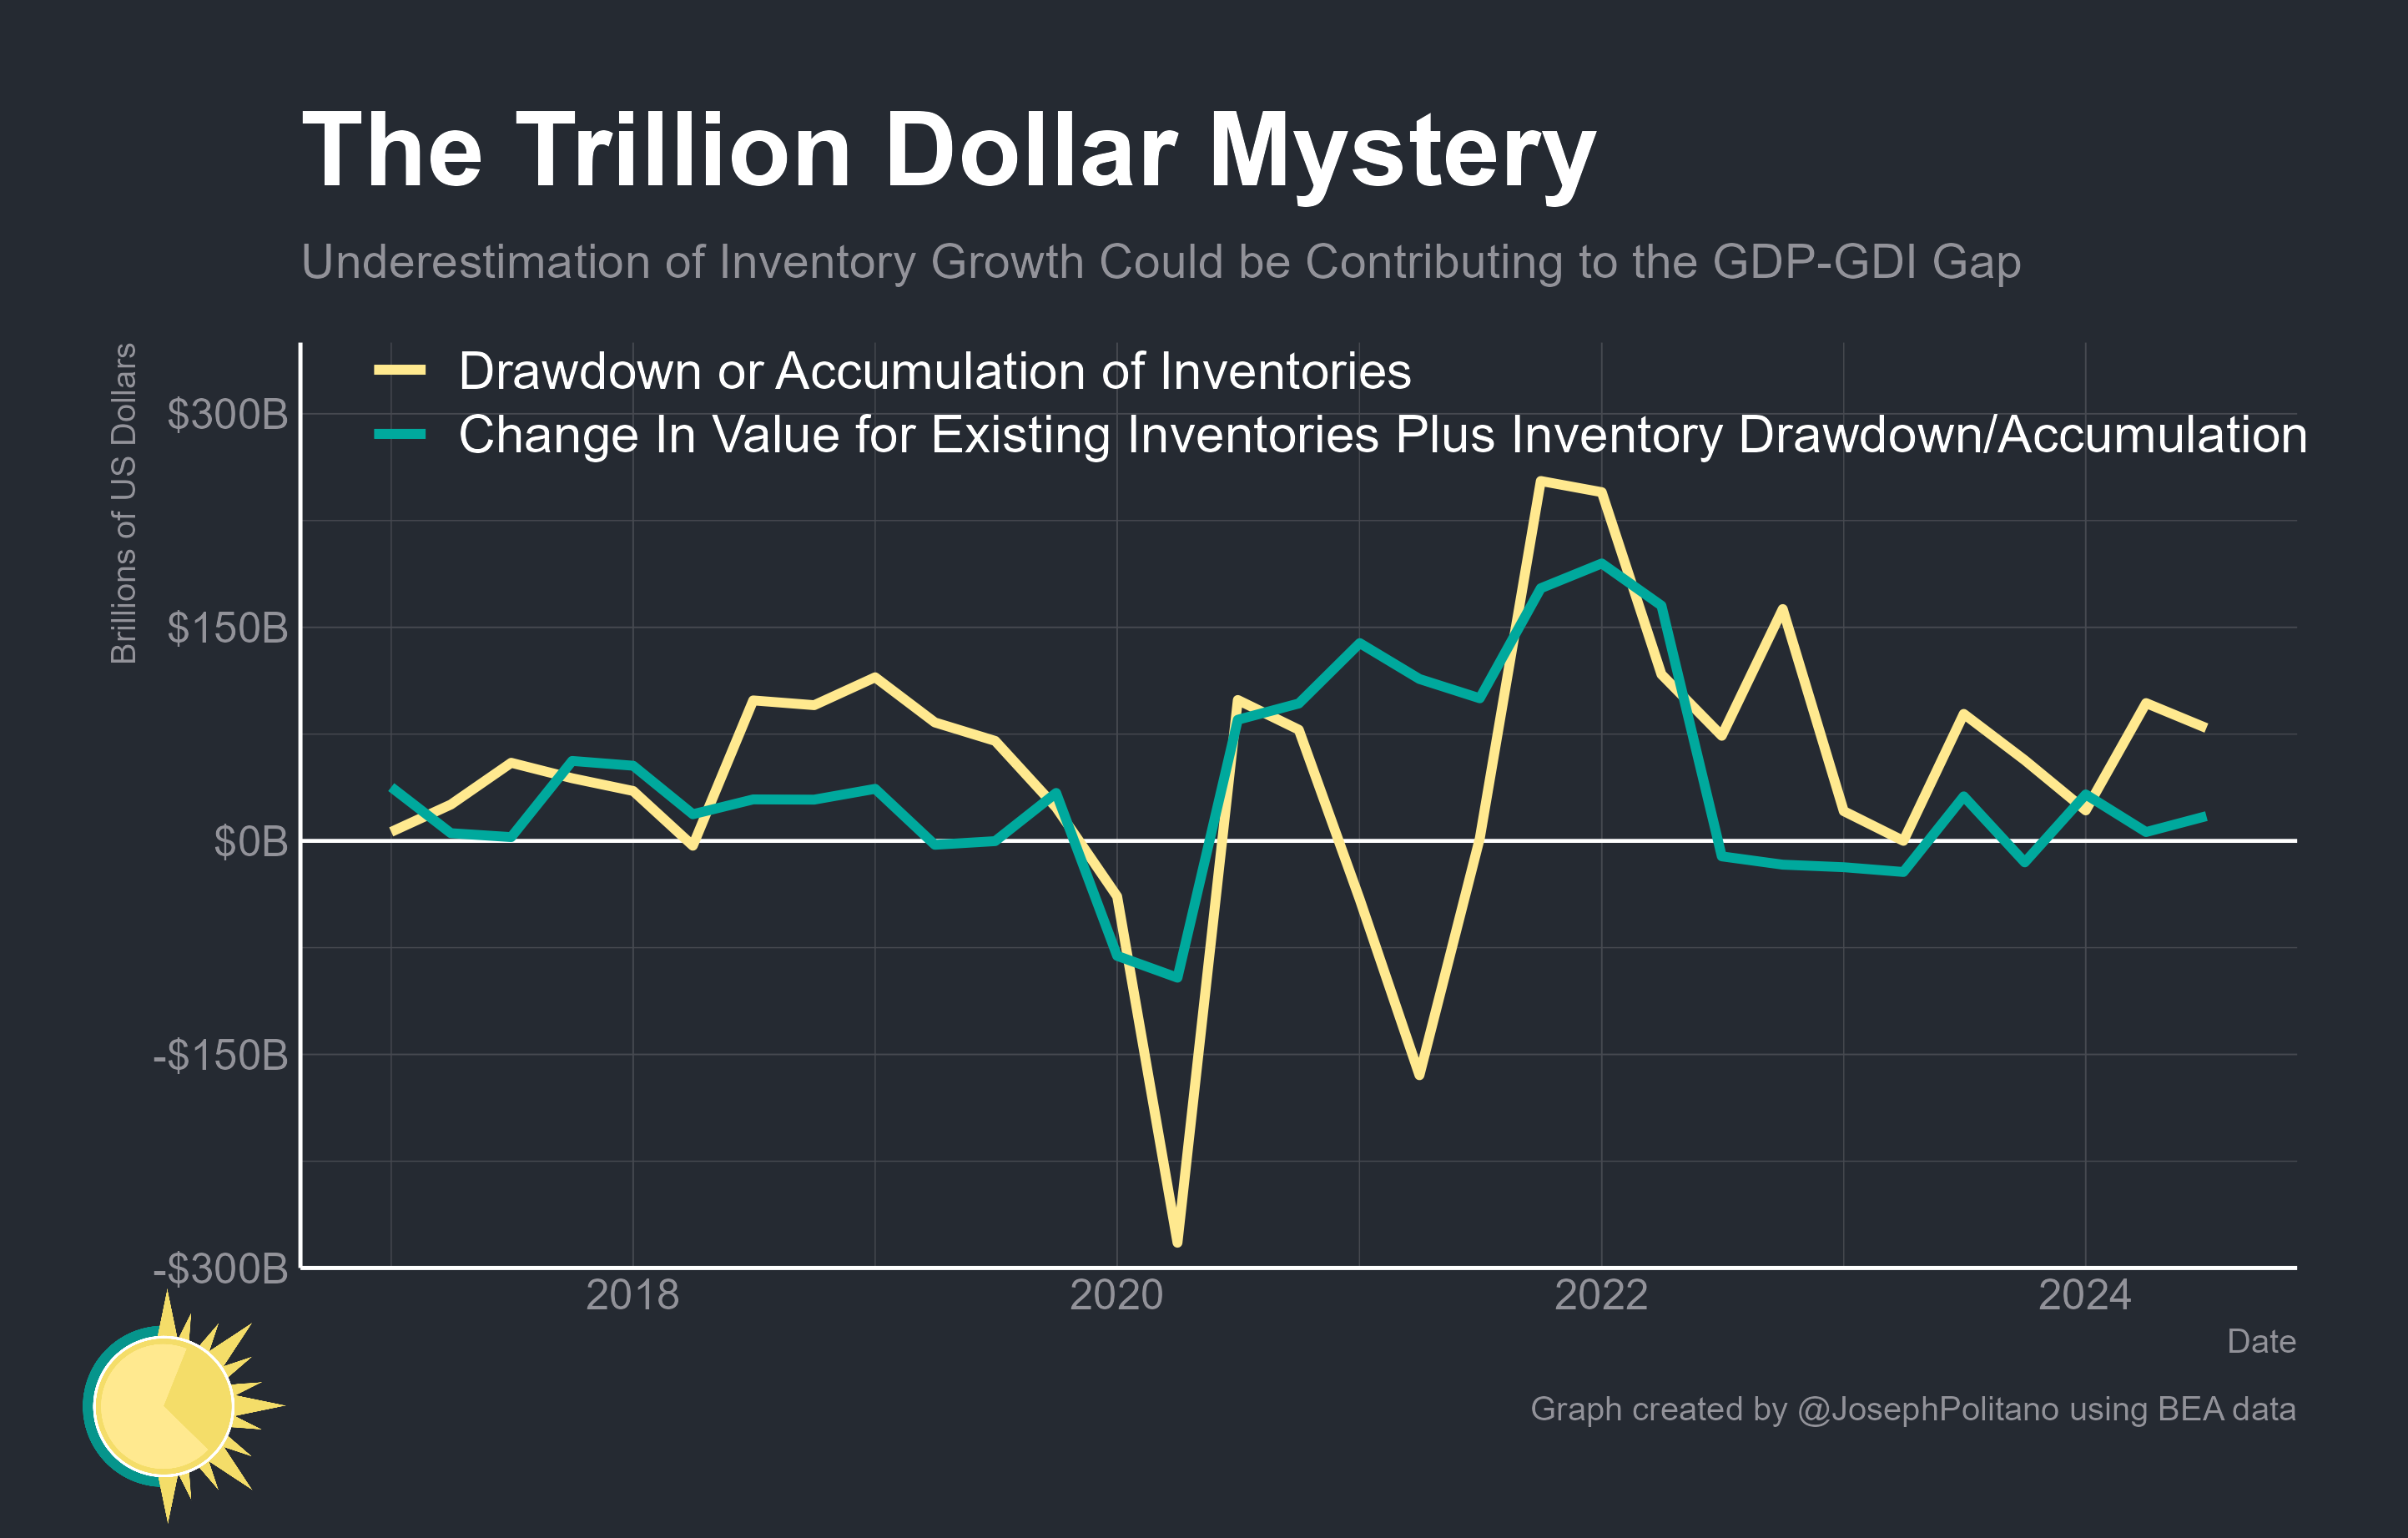 The Trillion Dollar Mystery
Underestimation of Inventory Growth Could be Contributing to the GDP-GDI Gap
Brillions of US Dollars
Drawdown or Accumulation of Inventories
Change In Value for Existing Inventories Plus Inventory Drawdown/Accumulation
$300B
$150B
$0B
-$150B
-$300B
2018 2020 2022 2024
Date
Graph created by @JosephPolitano using BEA data